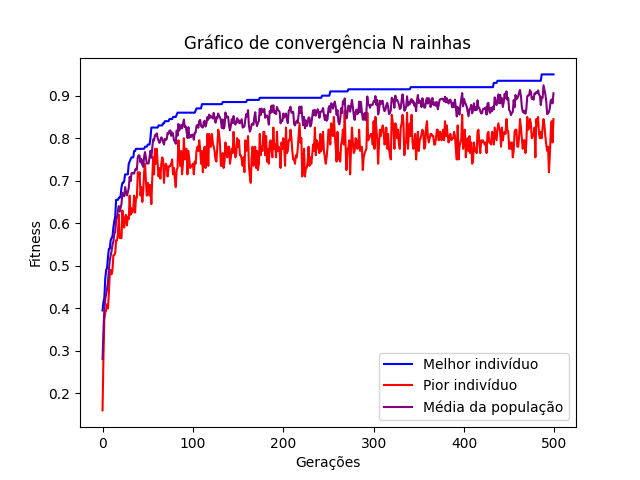 Gráfico de convergência N rainhas
0.9
0.8
0.7
0.6
0.5
0.4
0.3
0.2
Fitness
Melhor indivíduo
Pior indivíduo
Média da população
0 100 200 300 400 500
Gerações